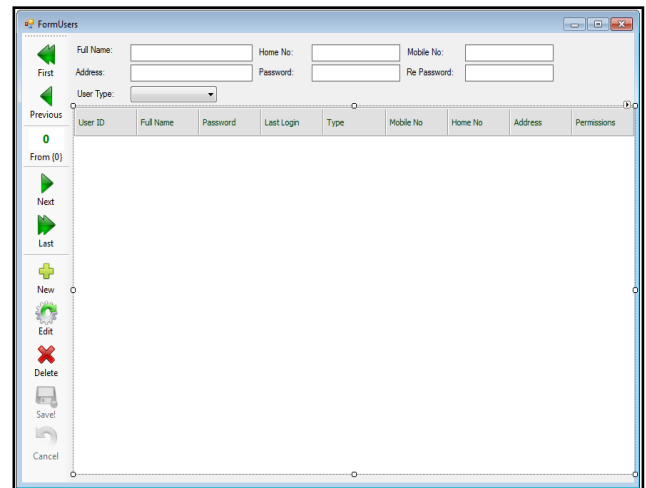 FormUsers
Full Name: Home No: Mobile No:
Address: Password: Re Password:
User Type:
First
Previous
0
From {0}
Next
Last
New
Edit
Delete
Save!
Cancel
User ID Full Name Password Last Login Type Mobile No Home No Address Permissions